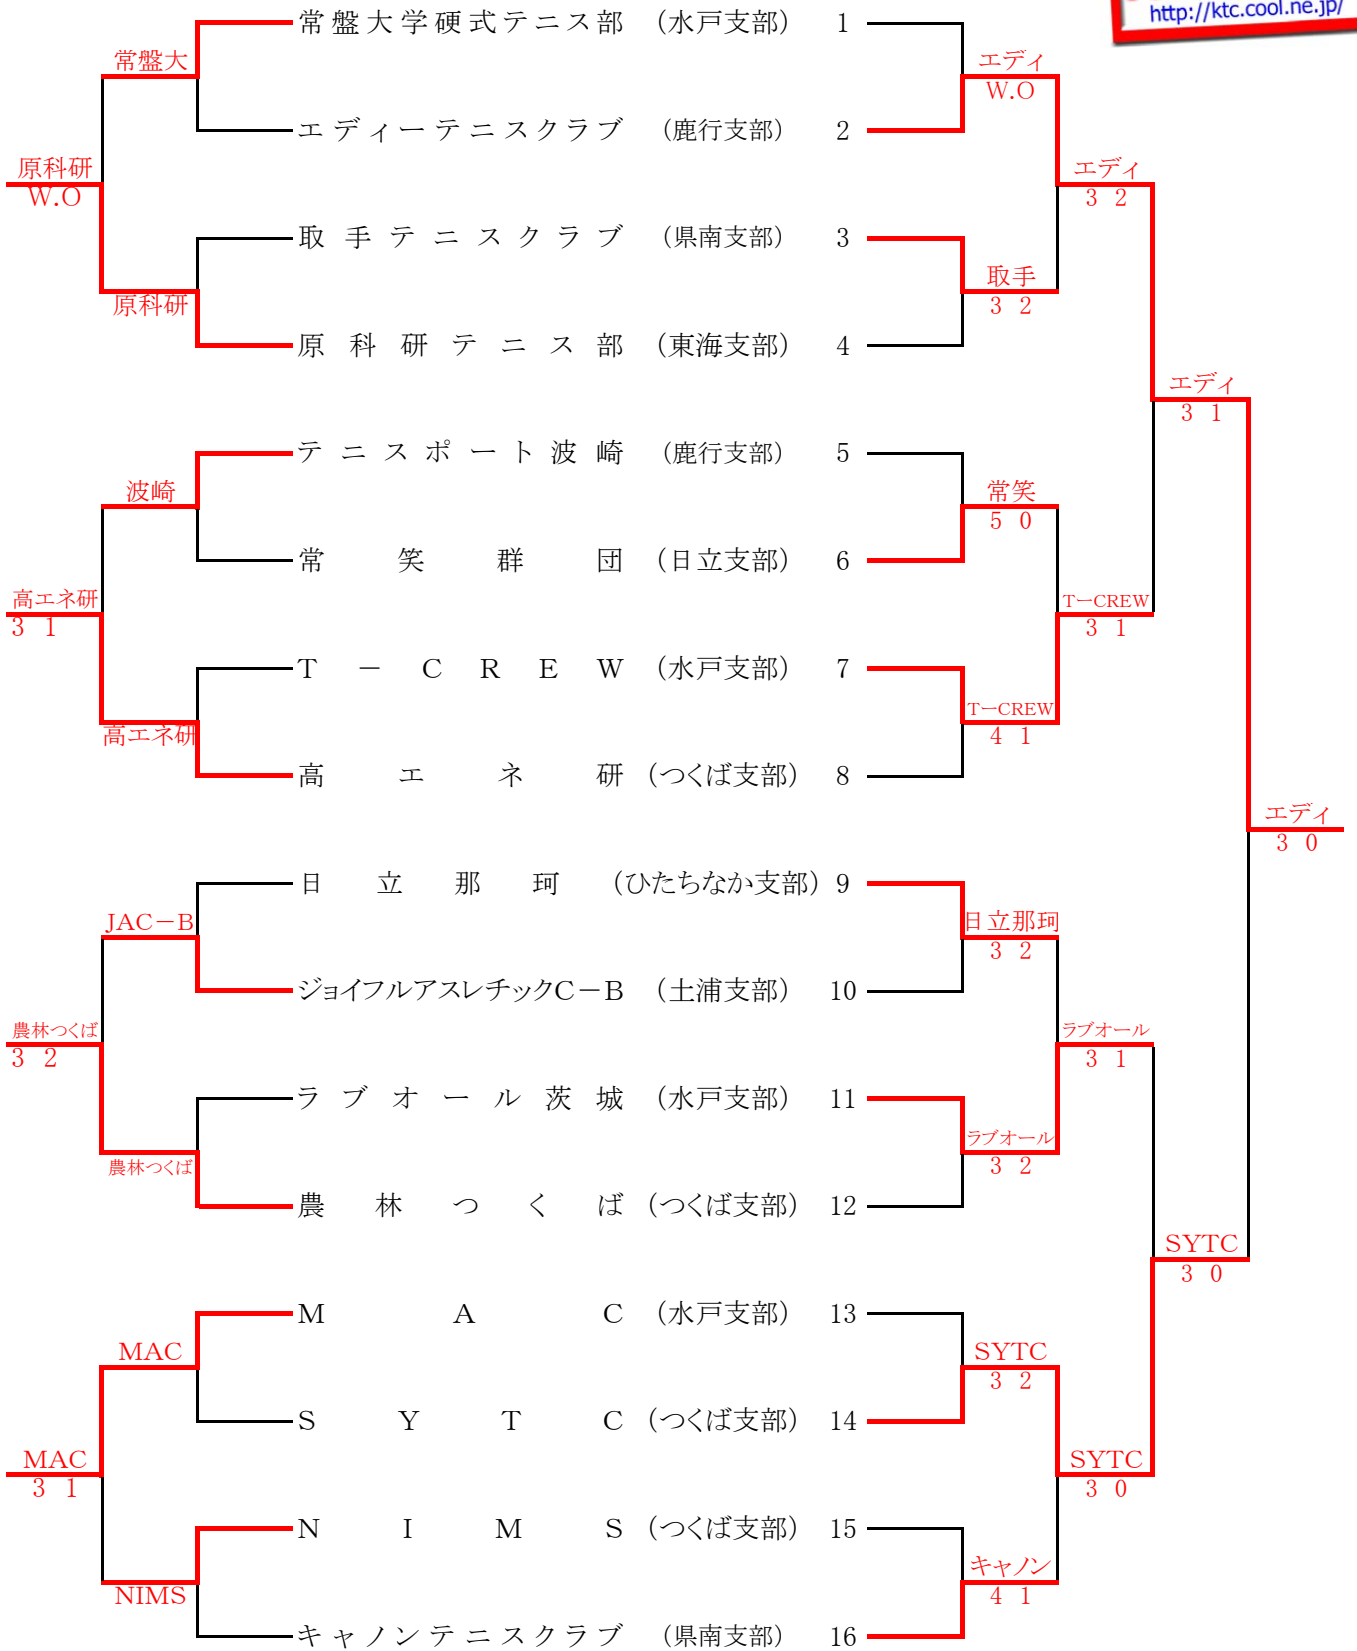 http://ktc.cool.ne.jp/
常盤大学硬式テニス部 (水戸支部) 1
常盤大
エディ
W.O
エディーテニスクラブ (鹿行支部) 2
原科研
W.O
エディ
3 2
取手テニスクラブ (県南支部) 3
原科研
取手
3 2
原科研テニス部 (東海支部) 4
エディ
3 1
テニスポート波崎 (鹿行支部) 5
波崎
常笑
5 0
常笑群団 (日立支部) 6
高エネ研
3 1
T－CREW
3 1
T－CREW (水戸支部) 7
高エネ研
T－CREW
4 1
高エネ研 (つくば支部) 8
エディ
3 0
日立那珂 (ひたちなか支部) 9
JAC－B
日立那珂
3 2
ジョイフルアスレチックC－B (土浦支部) 10
農林つくば
3 2
ラブオール
3 1
ラブオール茨城 (水戸支部) 11
農林つくば
ラブオール
3 2
農林つくば (つくば支部) 12
SYTC
3 0
MAC (水戸支部) 13
MAC
SYTC
3 2
SYTC (つくば支部) 14
MAC
3 1
SYTC
3 0
NIMS (つくば支部) 15
NIMS
キャノン
4 1
キャノンテニスクラブ (県南支部) 16